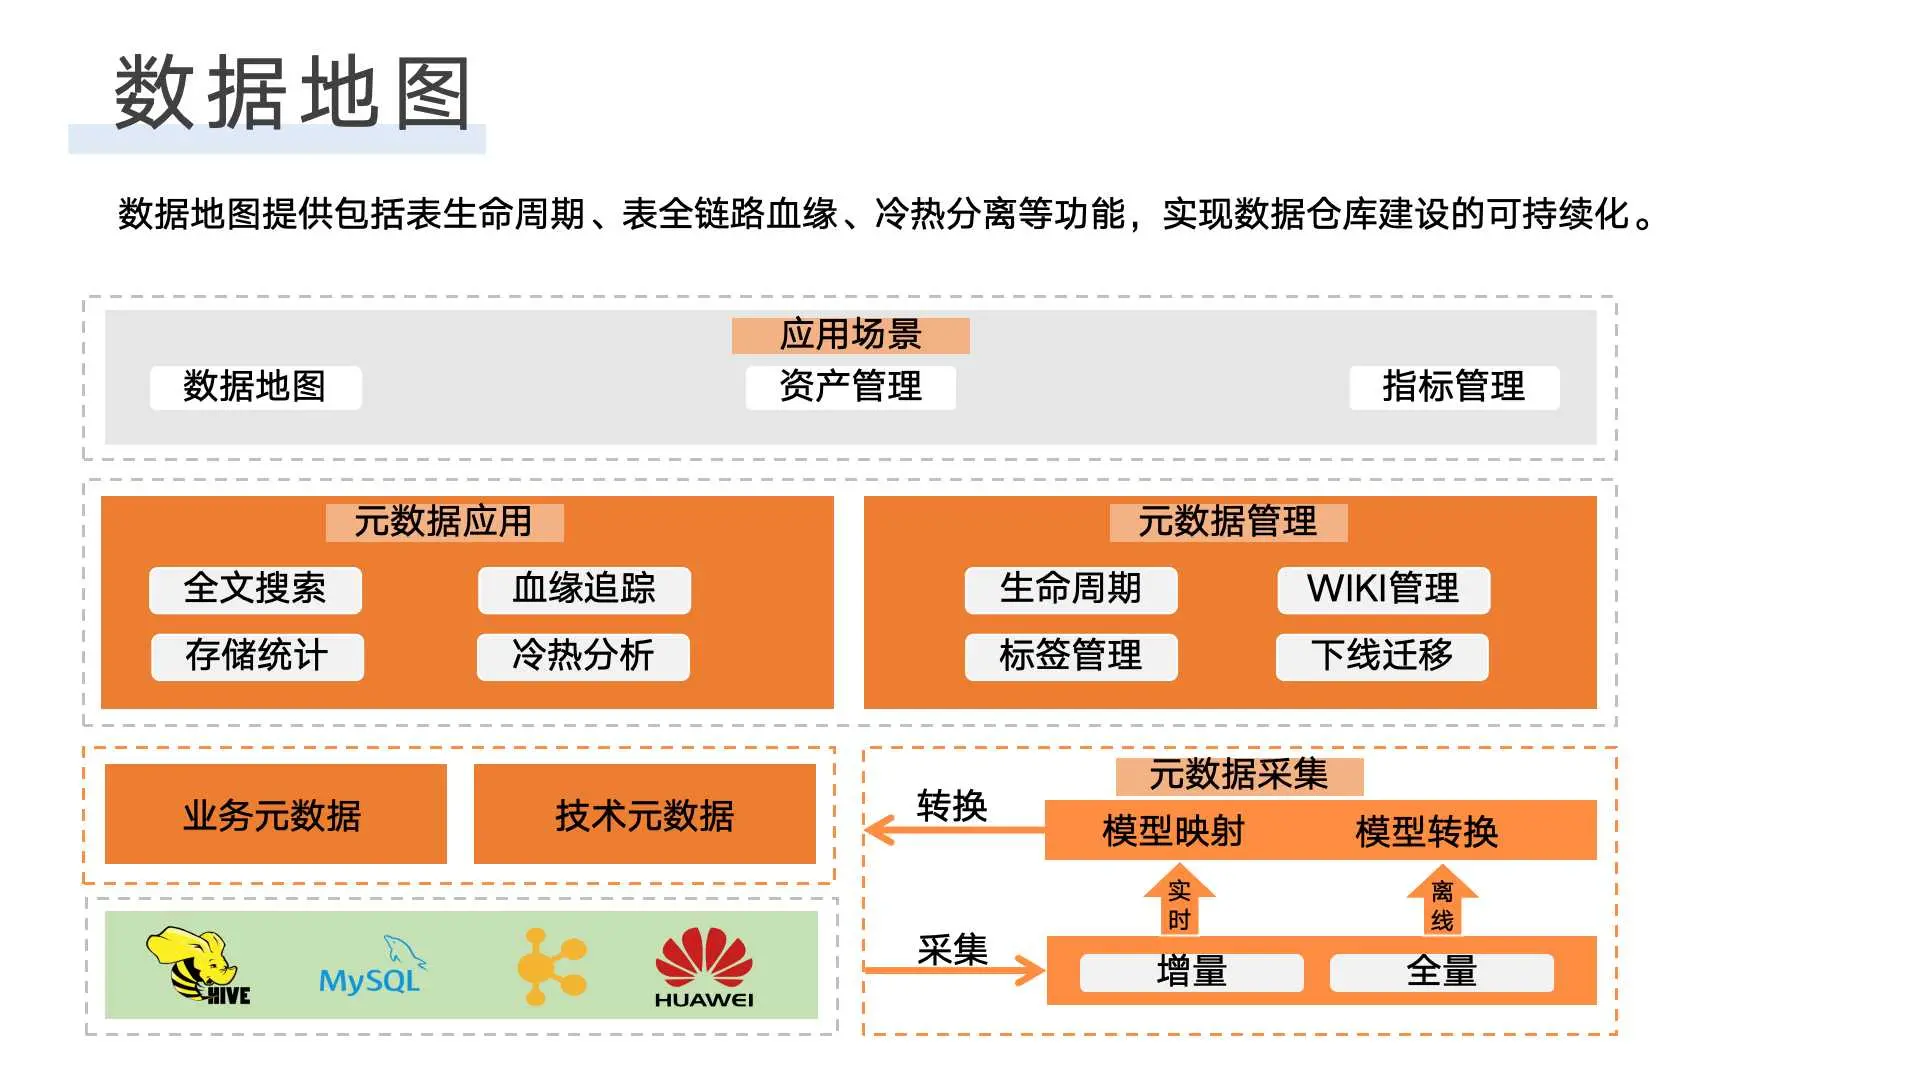 数据地图
数据地图提供包括表生命周期、表全链路血缘、冷热分离等功能，实现数据仓库建设的可持续化。
应用场景
数据地图
资产管理
指标管理
元数据应用
全文搜索
血缘追踪
存储统计
冷热分析
元数据管理
生命周期
WIKI管理
标签管理
下线迁移
业务元数据
技术元数据
元数据采集
转换
模型映射
模型转换
实时
离线
采集
增量
全量
HIVE
MySQL
HUAWEI